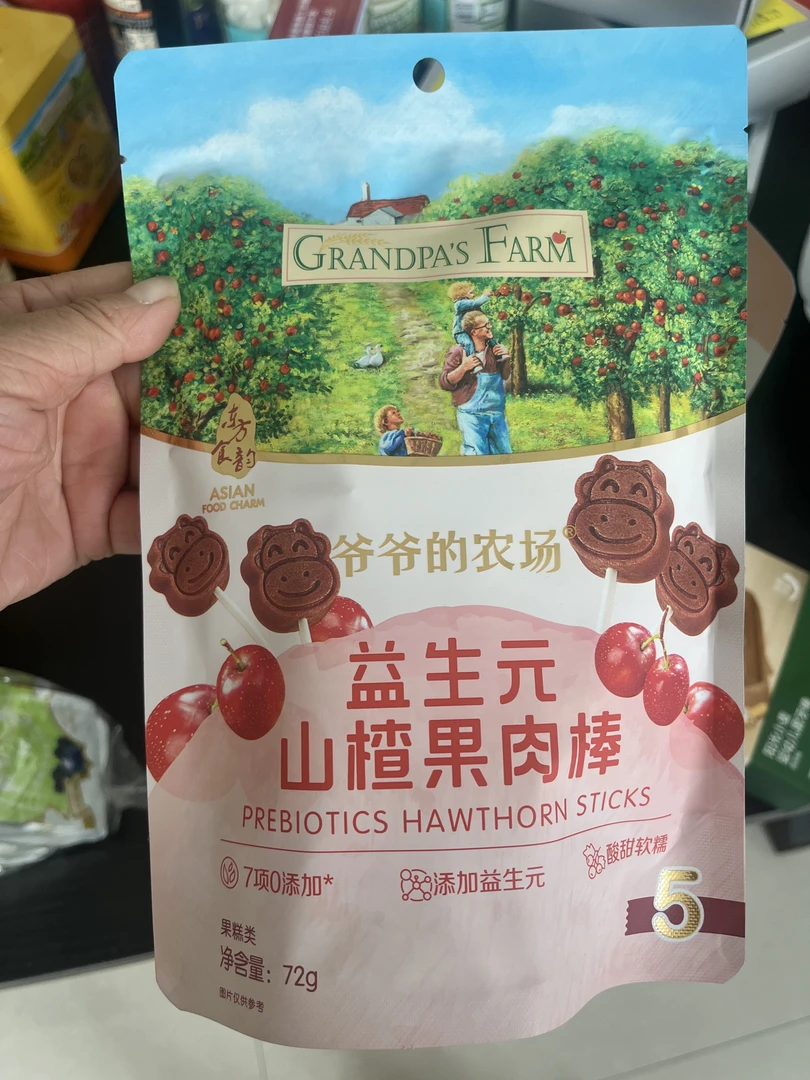 GRANDPA'S FARM
东方
食韵
ASIAN
FOOD CHARM
爷爷的农场®
益生元
山楂果肉棒
PREBIOTICS HAWTHORN STICKS
7项0添加*
添加益生元
酸甜软糯
5
果糕类
净含量：72g
图片仅供参考